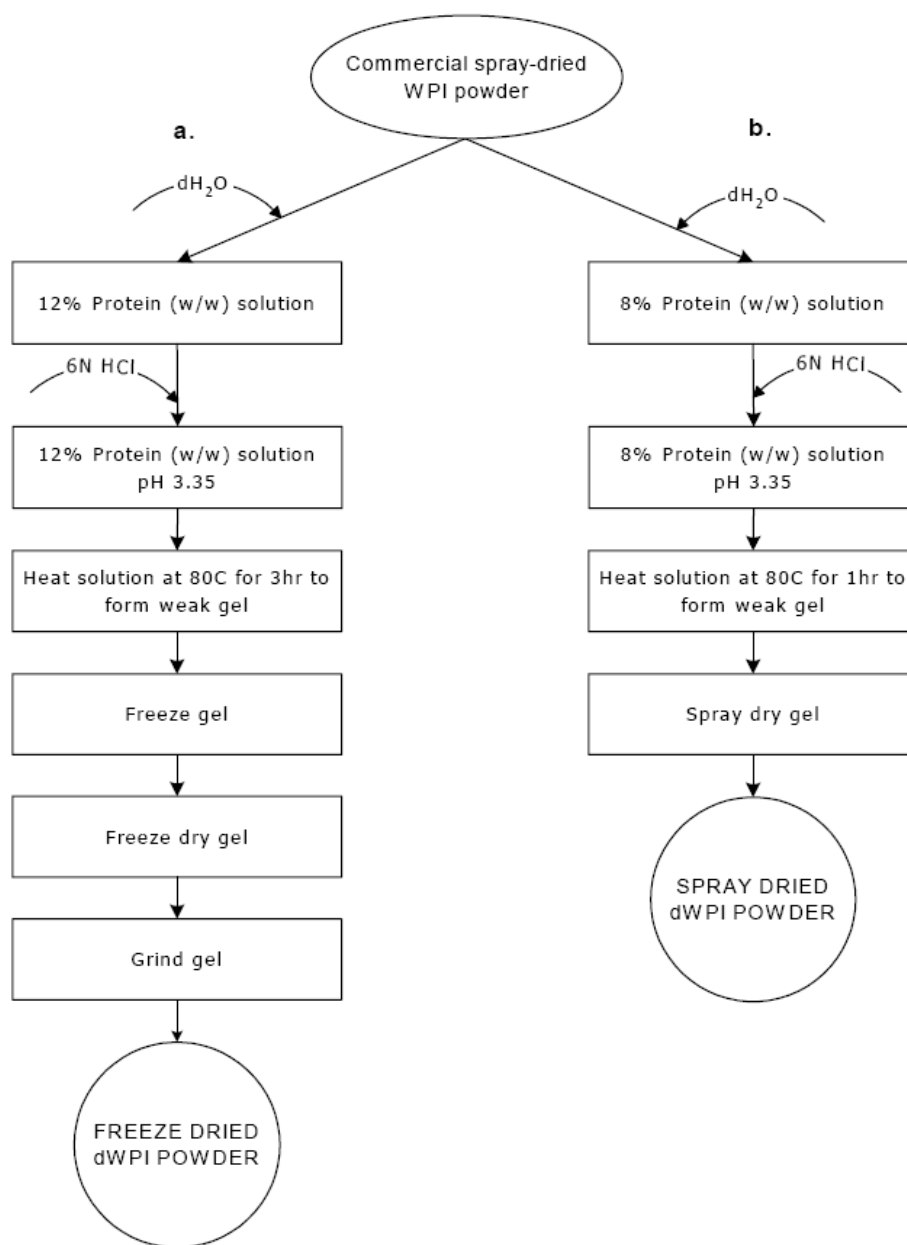 Commercial spray-dried
WPI powder
a.
dH₂O
12% Protein (w/w) solution
6N HCl
12% Protein (w/w) solution
pH 3.35
Heat solution at 80C for 3hr to
form weak gel
Freeze gel
Freeze dry gel
Grind gel
FREEZE DRIED
dWPI POWDER
b.
dH₂O
8% Protein (w/w) solution
6N HCl
8% Protein (w/w) solution
pH 3.35
Heat solution at 80C for 1hr to
form weak gel
Spray dry gel
SPRAY DRIED
dWPI POWDER